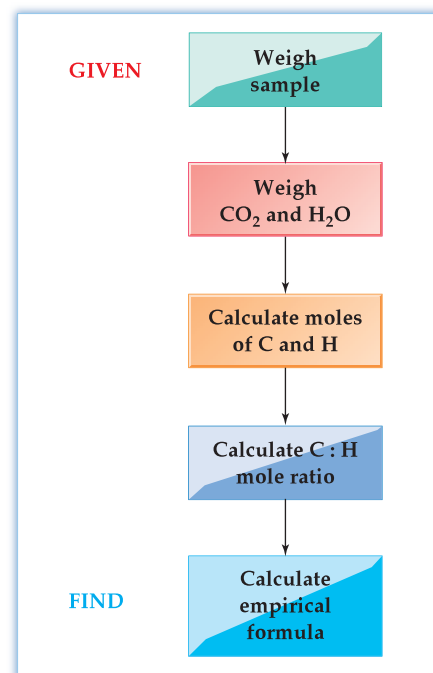 GIVEN
Weigh
sample
Weigh
CO₂ and H₂O
Calculate moles
of C and H
Calculate C : H
mole ratio
FIND
Calculate
empirical
formula